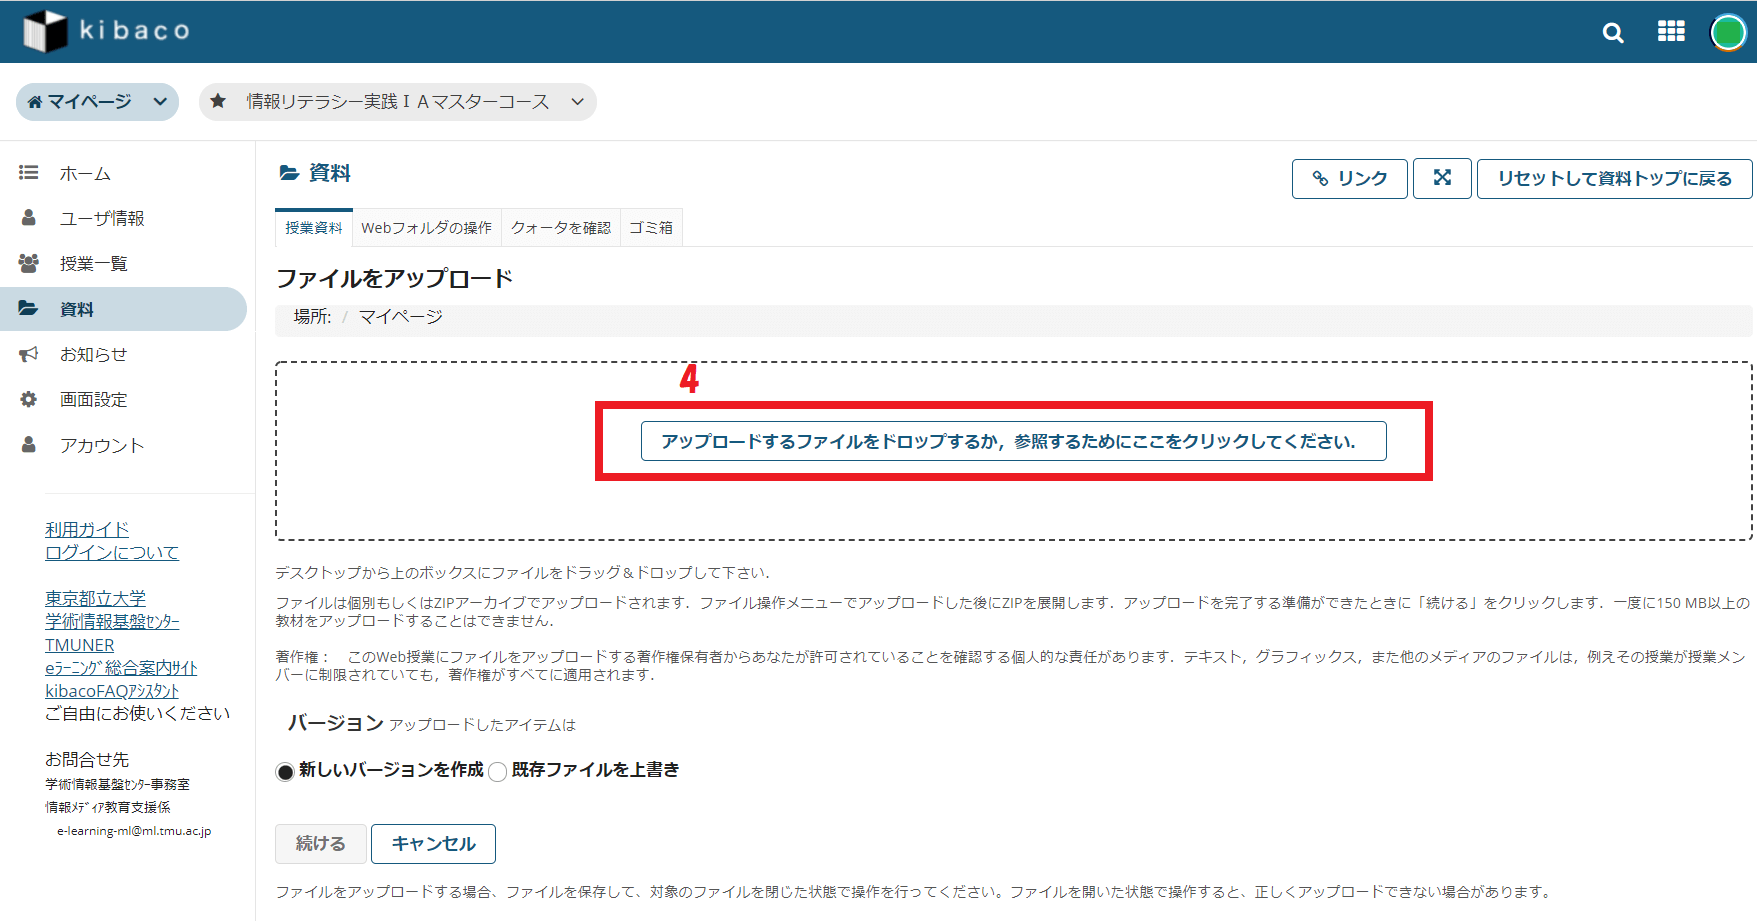 kibaco
マイページ
情報リテラシー実践ⅠAマスターコース
ホーム
ユーザ情報
授業一覧
資料
お知らせ
画面設定
アカウント
利用ガイド
ログインについて
東京都立大学
学術情報基盤ｾﾝﾀｰ
TMUNER
eﾗｰﾆﾝｸﾞ総合案内ｻｲﾄ
kibacoFAQｱｼｽﾀﾝﾄ
ご自由にお使いください
お問合せ先
学術情報基盤ｾﾝﾀｰ事務室
情報ﾒﾃﾞｨｱ教育支援係
e-learning-ml@ml.tmu.ac.jp
資料
リンク
リセットして資料トップに戻る
授業資料
Webフォルダの操作
クォータを確認
ゴミ箱
ファイルをアップロード
場所: / マイページ
4
アップロードするファイルをドロップするか，参照するためにここをクリックしてください．
デスクトップから上のボックスにファイルをドラッグ＆ドロップして下さい．
ファイルは個別もしくはZIPアーカイブでアップロードされます．ファイル操作メニューでアップロードした後にZIPを展開します．アップロードを完了する準備ができたときに「続ける」をクリックします．一度に150 MB以上の
教材をアップロードすることはできません．
著作権：　このWeb授業にファイルをアップロードする著作権保有者からあなたが許可されていることを確認する個人的な責任があります．テキスト，グラフィックス，また他のメディアのファイルは，例えその授業が授業メン
バーに制限されていても，著作権がすべてに適用されます．
バージョン アップロードしたアイテムは
新しいバージョンを作成 既存ファイルを上書き
続ける
キャンセル
ファイルをアップロードする場合、ファイルを保存して、対象のファイルを閉じた状態で操作を行ってください。ファイルを開いた状態で操作すると、正しくアップロードできない場合があります。